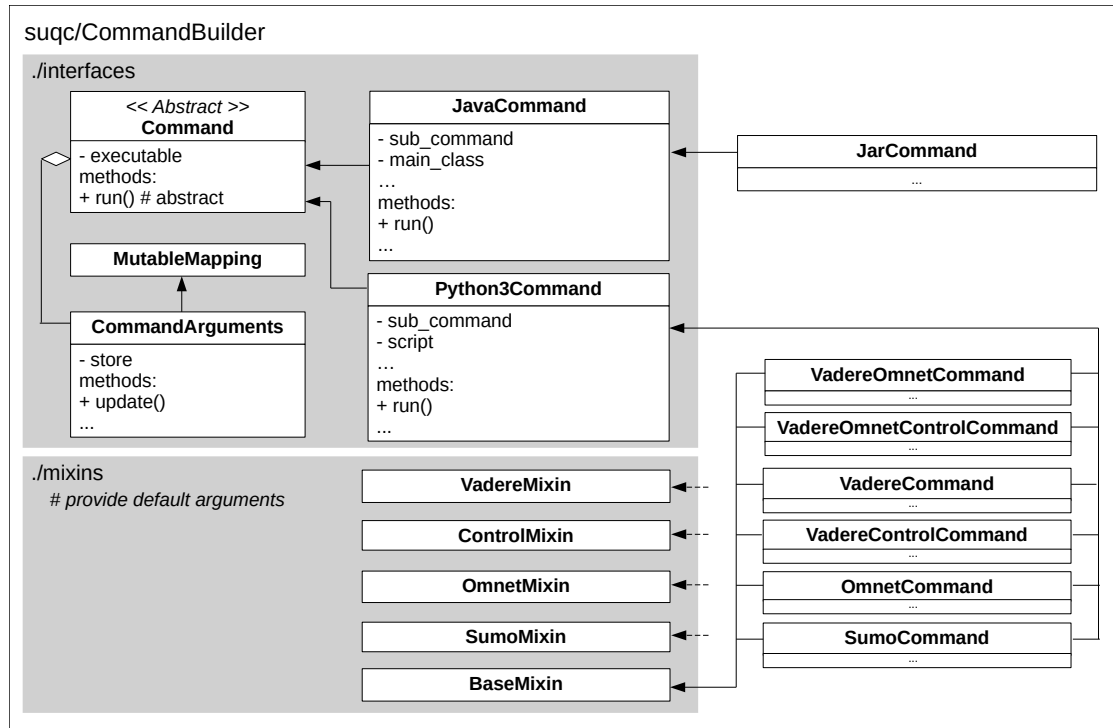 suqc/CommandBuilder
./interfaces
<< Abstract >>
Command
- executable
methods:
+ run() # abstract
MutableMapping
CommandArguments
- store
methods:
+ update()
...
JavaCommand
- sub_command
- main_class
...
methods:
+ run()
...
Python3Command
- sub_command
- script
...
methods:
+ run()
...
JarCommand
...
./mixins
# provide default arguments
VadereMixin
ControlMixin
OmnetMixin
SumoMixin
BaseMixin
VadereOmnetCommand
...
VadereOmnetControlCommand
...
VadereCommand
...
VadereControlCommand
...
OmnetCommand
...
SumoCommand
...